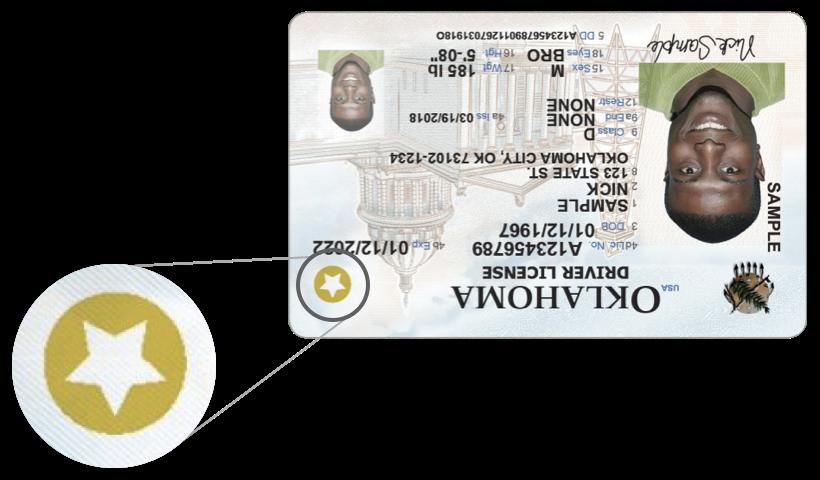 USA OKLAHOMA
DRIVER LICENSE
4d Lic. No. A123456789 4b Exp 01/12/2022
3 DOB 01/12/1967
1 SAMPLE
2 NICK
8 123 STATE ST.
OKLAHOMA CITY, OK 73102-1234
9 Class D
9a End NONE 4a Iss 03/19/2018
12 Restr NONE
15 Sex M 17 Wgt 185 lb
18 Eyes BRO 16 Hgt 5'-08"
5 DD A1234567890112670319180
SAMPLE
Nick Sample